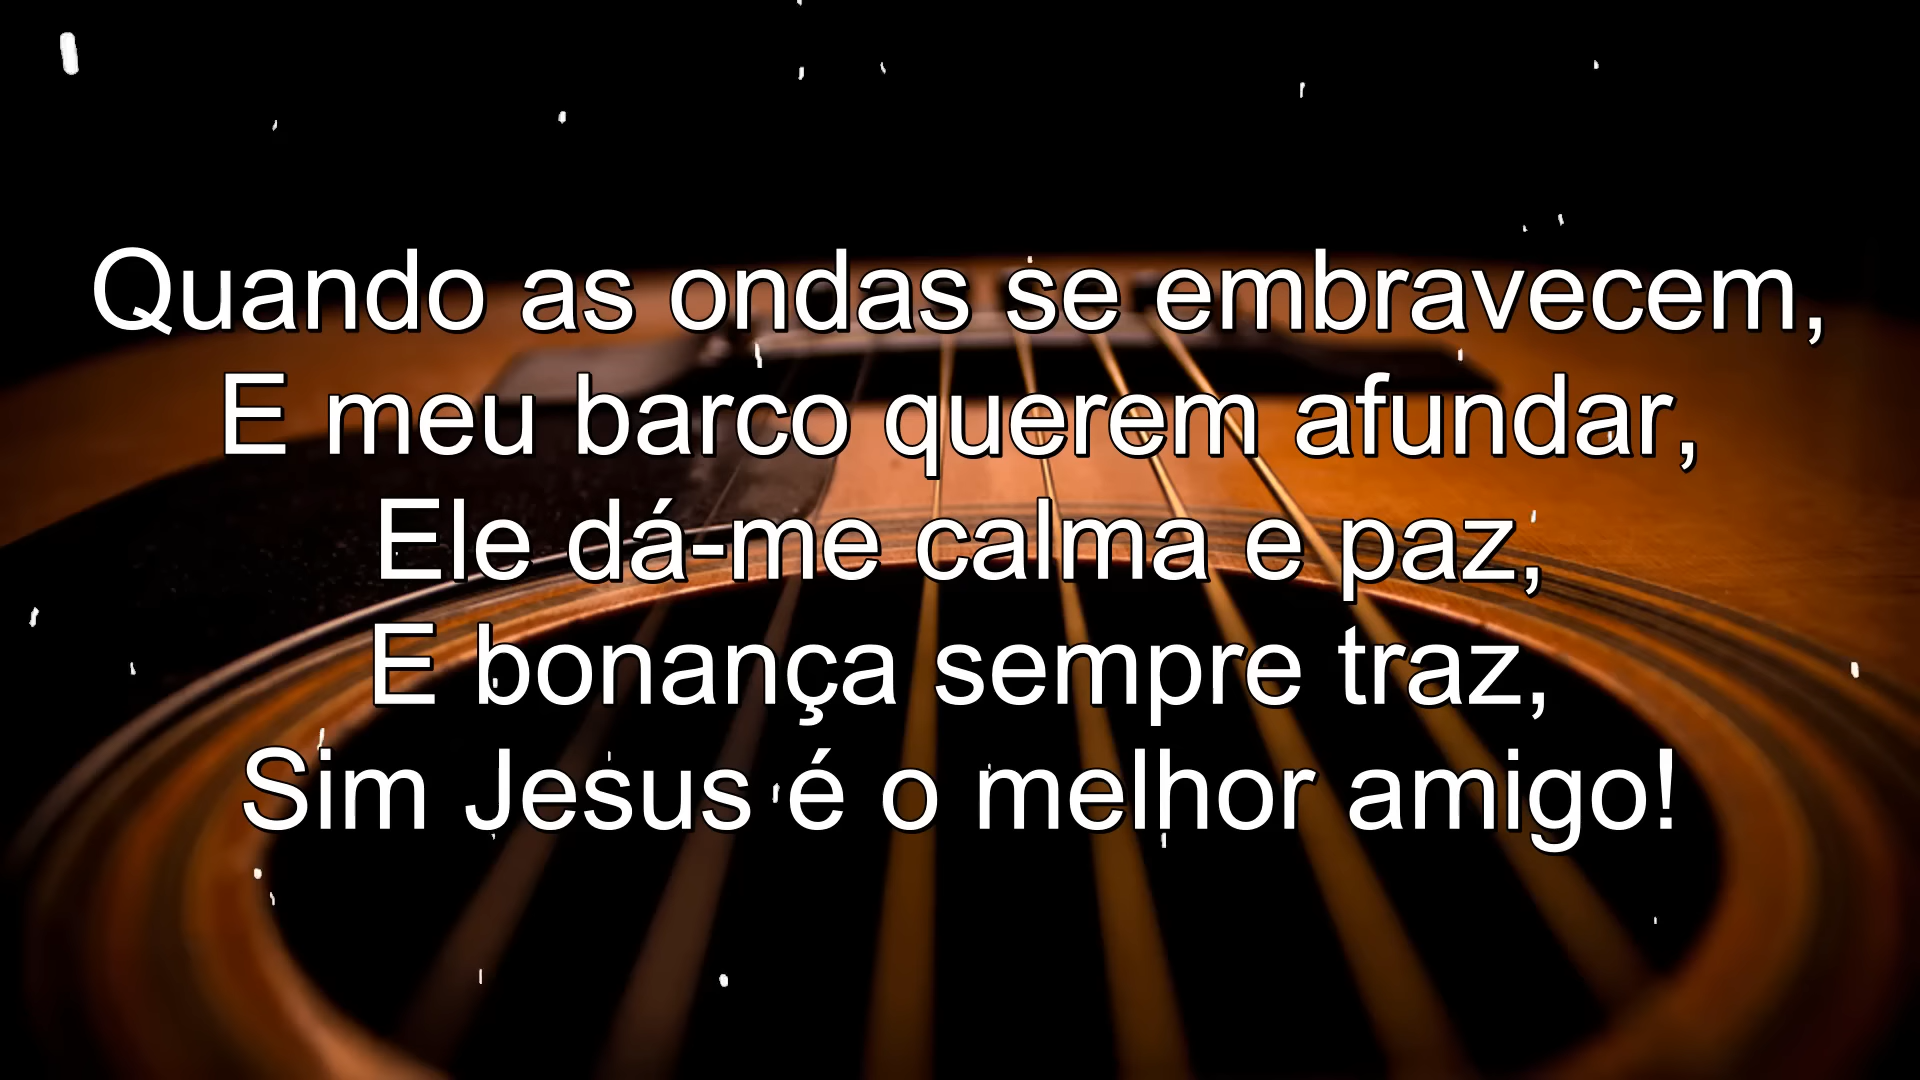 Quando as ondas se embravecem,
E meu barco querem afundar,
Ele dá-me calma e paz,
E bonança sempre traz,
Sim Jesus é o melhor amigo!